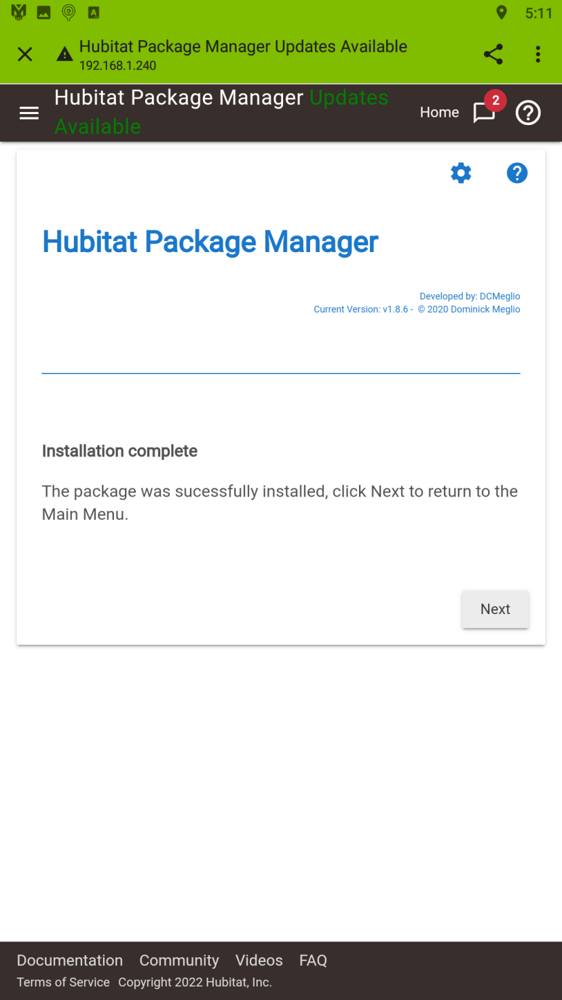 5:11
Hubitat Package Manager Updates Available
192.168.1.240
Hubitat Package Manager Updates
Available
Home
2
Hubitat Package Manager
Developed by: DCMeglio
Current Version: v1.8.6 - © 2020 Dominick Meglio
Installation complete
The package was sucessfully installed, click Next to return to the
Main Menu.
Next
Documentation Community Videos FAQ
Terms of Service Copyright 2022 Hubitat, Inc.